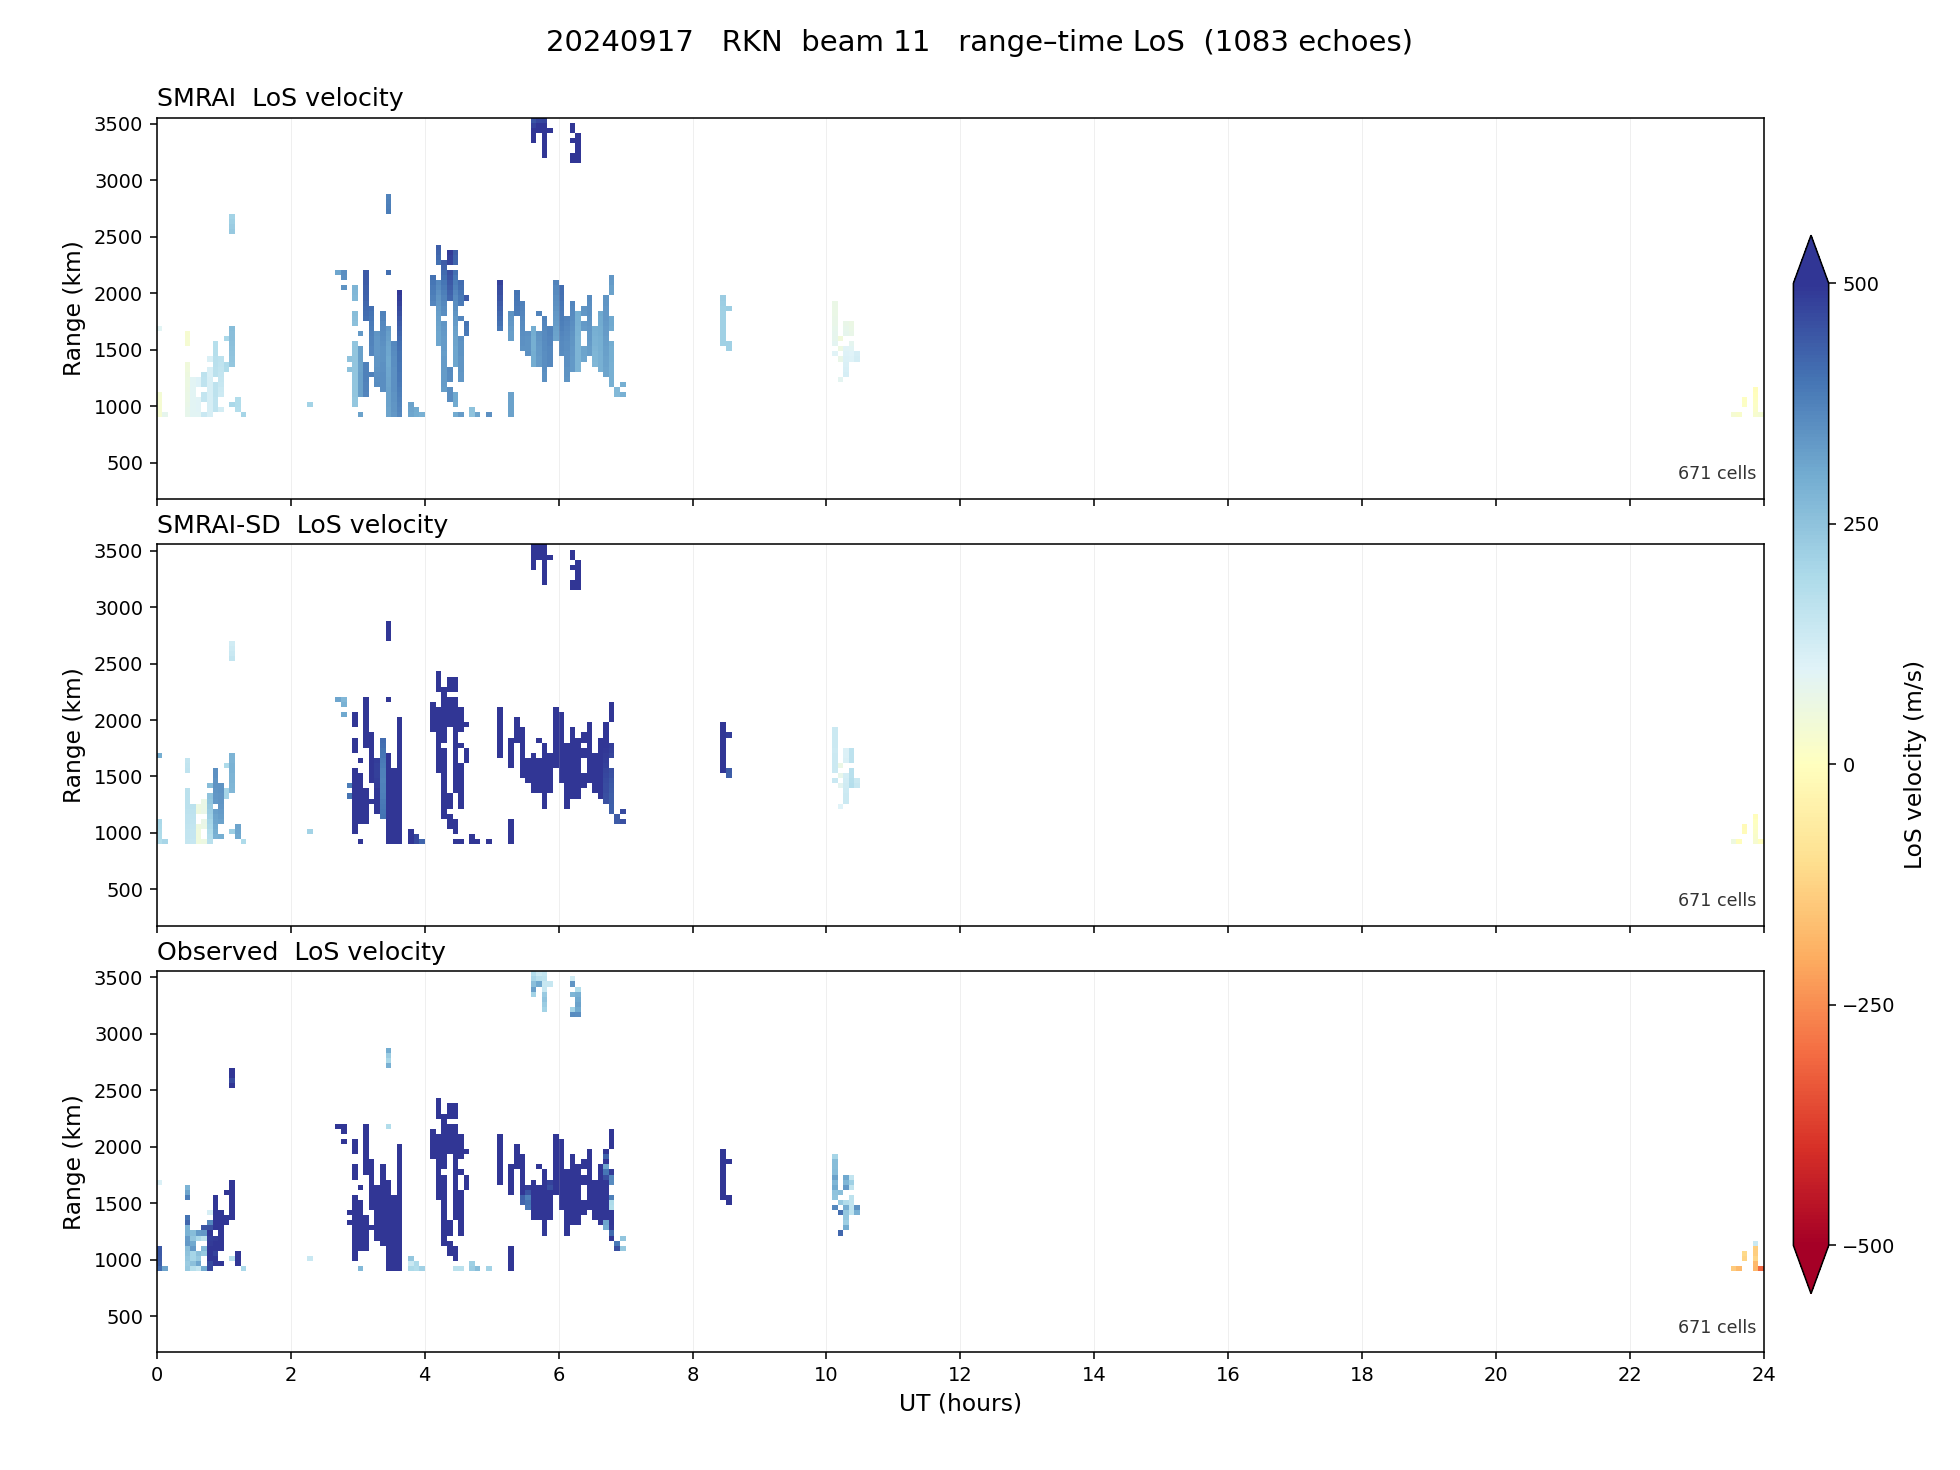 20240917   RKN  beam 11   range–time LoS  (1083 echoes)
SMRAI  LoS velocity
3500
3000
2500
2000
1500
1000
500
Range (km)
671 cells
SMRAI-SD  LoS velocity
3500
3000
2500
2000
1500
1000
500
Range (km)
671 cells
Observed  LoS velocity
3500
3000
2500
2000
1500
1000
500
Range (km)
671 cells
0 2 4 6 8 10 12 14 16 18 20 22 24
UT (hours)
500
250
0
−250
−500
LoS velocity (m/s)